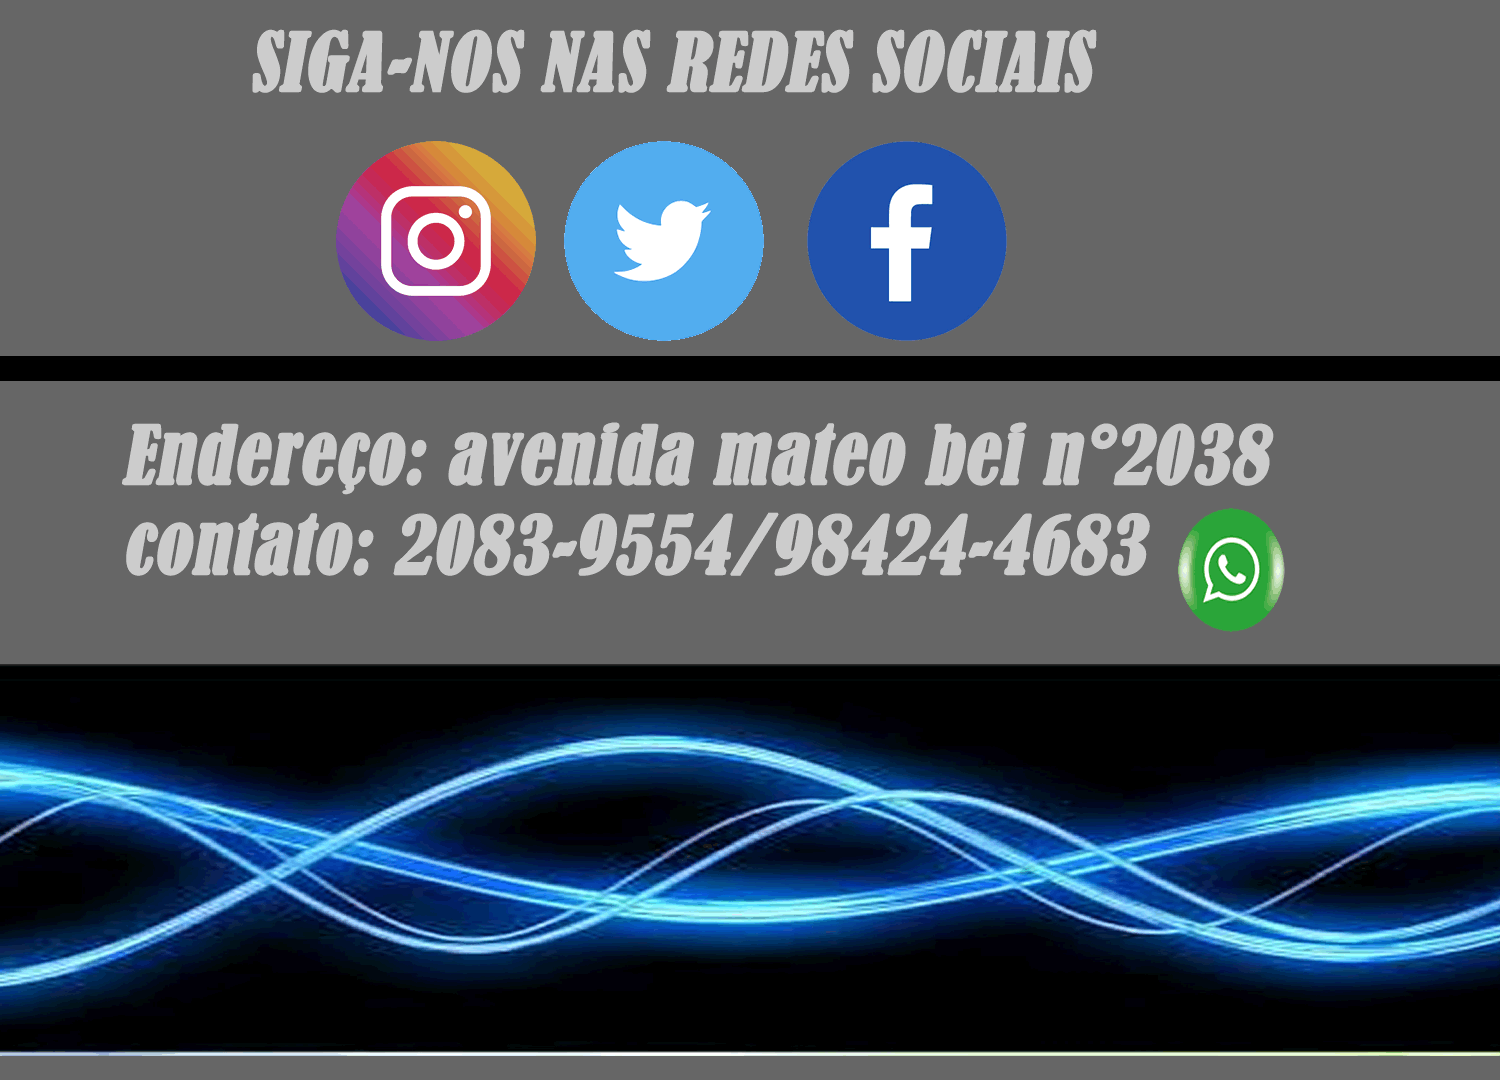 SIGA-NOS NAS REDES SOCIAIS
Endereço: avenida mateo bei n°2038
contato: 2083-9554/98424-4683